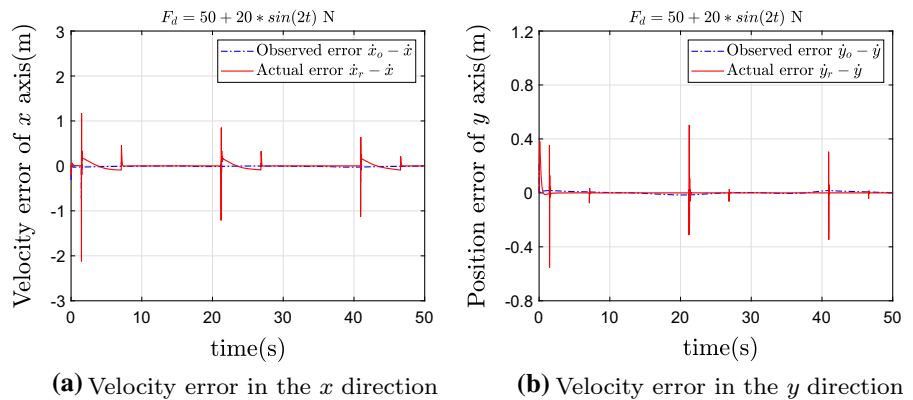 F_d = 50 + 20 * sin(2t) N
Velocity error of x axis(m)
3
2
1
0
-1
-2
-3
Observed error ẋ_o − ẋ
Actual error ẋ_r − ẋ
0 10 20 30 40 50
time(s)
(a) Velocity error in the x direction
F_d = 50 + 20 * sin(2t) N
Position error of y axis(m)
1.2
0.8
0.4
0
-0.4
-0.8
Observed error ẏ_o − ẏ
Actual error ẏ_r − ẏ
0 10 20 30 40 50
time(s)
(b) Velocity error in the y direction